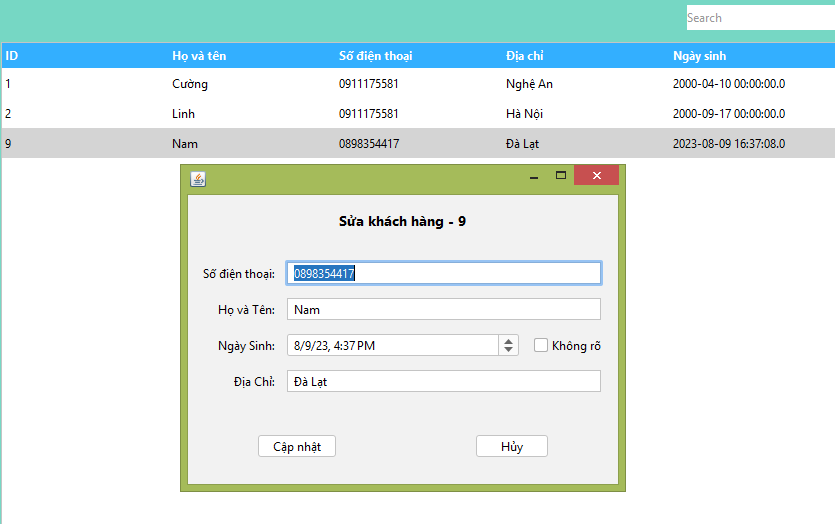 Search
ID Họ và tên Số điện thoại Địa chỉ Ngày sinh
1 Cường 0911175581 Nghệ An 2000-04-10 00:00:00.0
2 Linh 0911175581 Hà Nội 2000-09-17 00:00:00.0
9 Nam 0898354417 Đà Lạt 2023-08-09 16:37:08.0
Sửa khách hàng - 9
Số điện thoại: 0898354417
Họ và Tên: Nam
Ngày Sinh: 8/9/23, 4:37 PM Không rõ
Địa Chỉ: Đà Lạt
Cập nhật Hủy